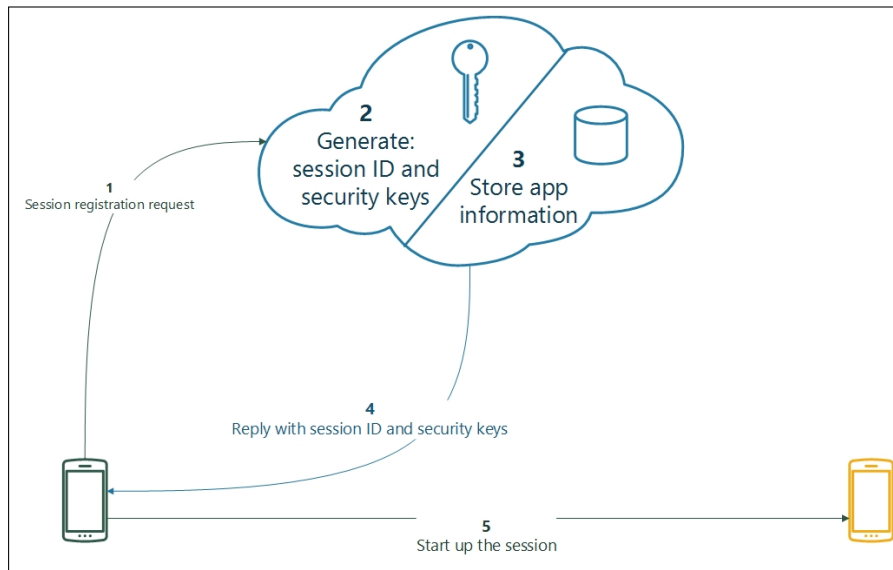 1
Session registration request
2
Generate:
session ID and
security keys
3
Store app
information
4
Reply with session ID and security keys
5
Start up the session